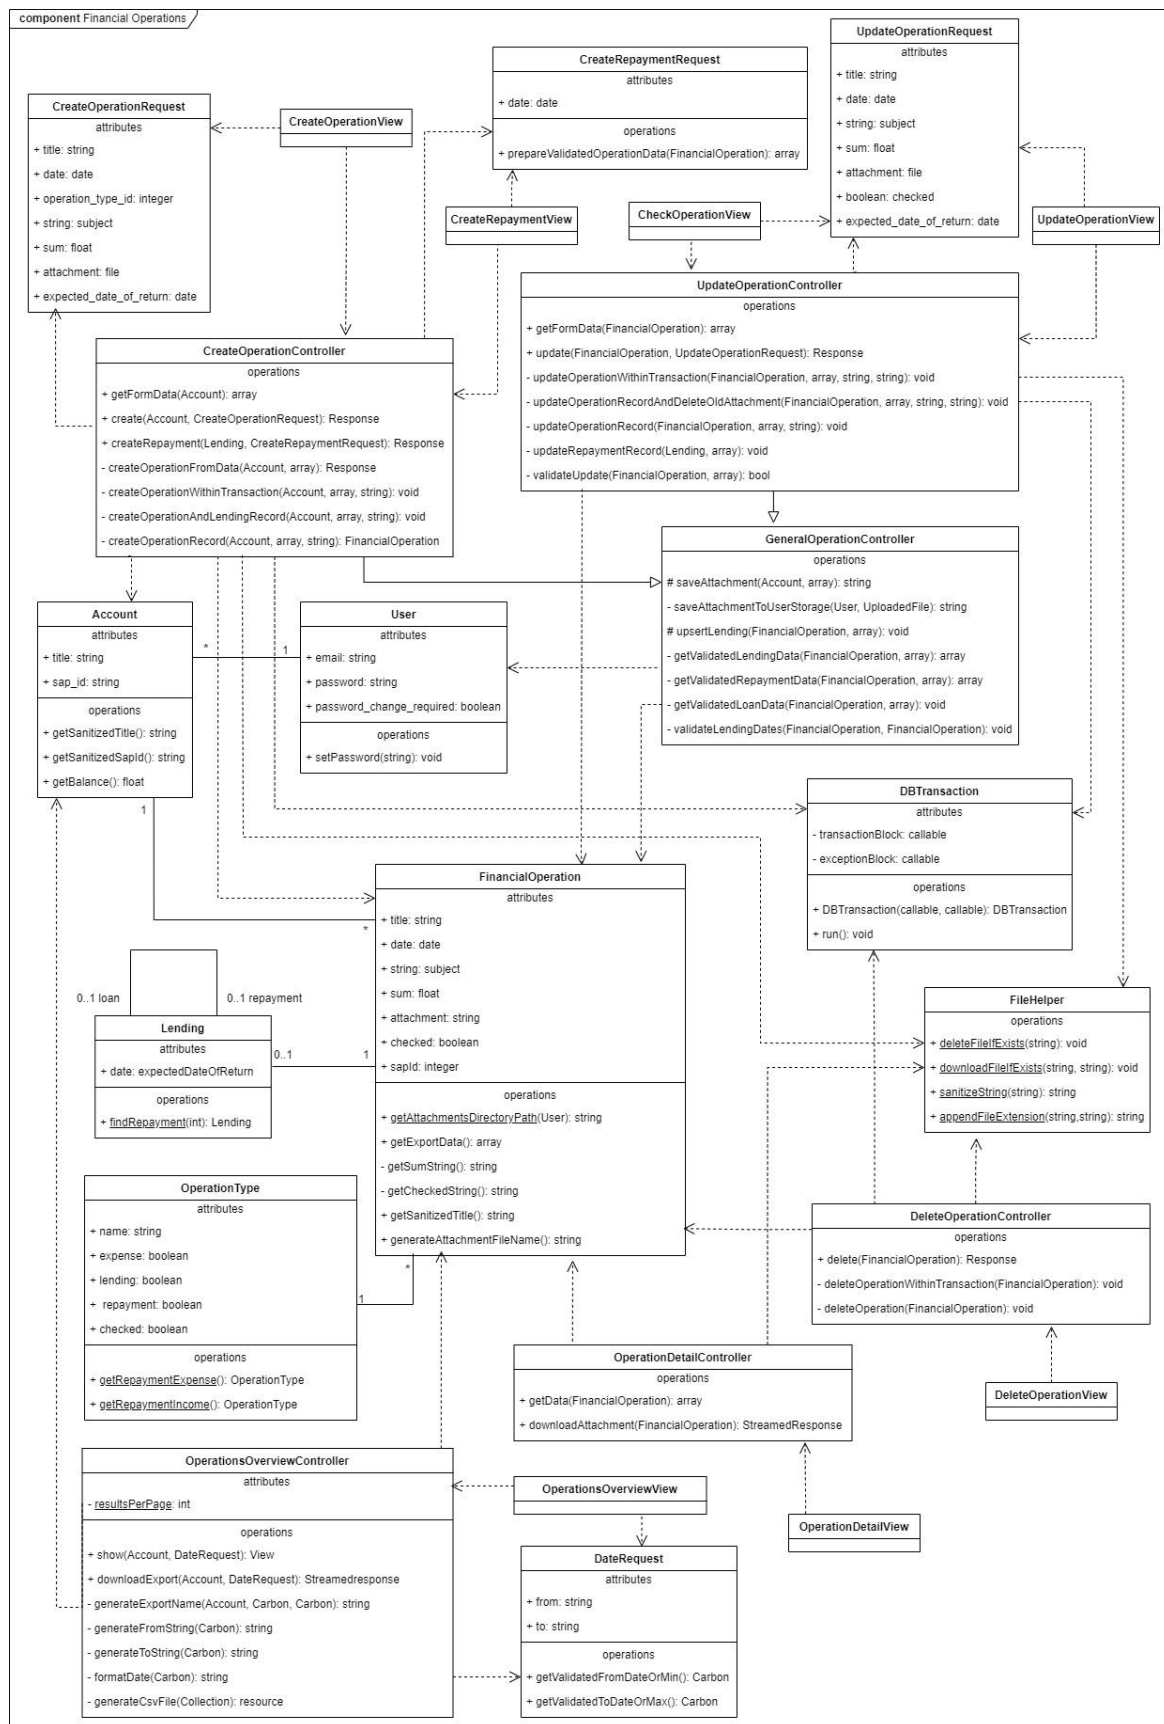 component Financial Operations
CreateOperationRequest
attributes
+ title: string
+ date: date
+ operation_type_id: integer
+ string: subject
+ sum: float
+ attachment: file
+ expected_date_of_return: date
CreateOperationView
CreateRepaymentRequest
attributes
+ date: date
operations
+ prepareValidatedOperationData(FinancialOperation): array
UpdateOperationRequest
attributes
+ title: string
+ date: date
+ string: subject
+ sum: float
+ attachment: file
+ boolean: checked
+ expected_date_of_return: date
CreateRepaymentView
CheckOperationView
UpdateOperationView
CreateOperationController
operations
+ getFormData(Account): array
+ create(Account, CreateOperationRequest): Response
+ createRepayment(Lending, CreateRepaymentRequest): Response
- createOperationFromData(Account, array): Response
- createOperationWithinTransaction(Account, array, string): void
- createOperationAndLendingRecord(Account, array, string): void
- createOperationRecord(Account, array, string): FinancialOperation
UpdateOperationController
operations
+ getFormData(FinancialOperation): array
+ update(FinancialOperation, UpdateOperationRequest): Response
- updateOperationWithinTransaction(FinancialOperation, array, string, string): void
- updateOperationRecordAndDeleteOldAttachment(FinancialOperation, array, string, string): void
- updateOperationRecord(FinancialOperation, array, string): void
- updateRepaymentRecord(Lending, array): void
- validateUpdate(FinancialOperation, array): bool
GeneralOperationController
operations
# saveAttachment(Account, array): string
- saveAttachmentToUserStorage(User, UploadedFile): string
# upsertLending(FinancialOperation, array): void
- getValidatedLendingData(FinancialOperation, array): array
- getValidatedRepaymentData(FinancialOperation, array): array
- getValidatedLoanData(FinancialOperation, array): void
- validateLendingDates(FinancialOperation, FinancialOperation): void
Account
attributes
+ title: string
+ sap_id: string
operations
+ getSanitizedTitle(): string
+ getSanitizedSapId(): string
+ getBalance(): float
*
1
User
attributes
+ email: string
+ password: string
+ password_change_required: boolean
operations
+ setPassword(string): void
1
*
DBTransaction
attributes
- transactionBlock: callable
- exceptionBlock: callable
operations
+ DBTransaction(callable, callable): DBTransaction
+ run(): void
FinancialOperation
attributes
+ title: string
+ date: date
+ string: subject
+ sum: float
+ attachment: string
+ checked: boolean
+ sapId: integer
operations
+ getAttachmentsDirectoryPath(User): string
+ getExportData(): array
- getSumString(): string
- getCheckedString(): string
+ getSanitizedTitle(): string
+ generateAttachmentFileName(): string
0..1 loan
0..1 repayment
Lending
attributes
+ date: expectedDateOfReturn
operations
+ findRepayment(int): Lending
0..1
1
FileHelper
operations
+ deleteFileIfExists(string): void
+ downloadFileIfExists(string, string): void
+ sanitizeString(string): string
+ appendFileExtension(string,string): string
OperationType
attributes
+ name: string
+ expense: boolean
+ lending: boolean
+ repayment: boolean
+ checked: boolean
operations
+ getRepaymentExpense(): OperationType
+ getRepaymentIncome(): OperationType
1
*
DeleteOperationController
operations
+ delete(FinancialOperation): Response
- deleteOperationWithinTransaction(FinancialOperation): void
- deleteOperation(FinancialOperation): void
OperationDetailController
operations
+ getData(FinancialOperation): array
+ downloadAttachment(FinancialOperation): StreamedResponse
DeleteOperationView
OperationsOverviewController
attributes
- resultsPerPage: int
operations
+ show(Account, DateRequest): View
+ downloadExport(Account, DateRequest): Streamedresponse
- generateExportName(Account, Carbon, Carbon): string
- generateFromString(Carbon): string
- generateToString(Carbon): string
- formatDate(Carbon): string
- generateCsvFile(Collection): resource
OperationsOverviewView
OperationDetailView
DateRequest
attributes
+ from: string
+ to: string
operations
+ getValidatedFromDateOrMin(): Carbon
+ getValidatedToDateOrMax(): Carbon